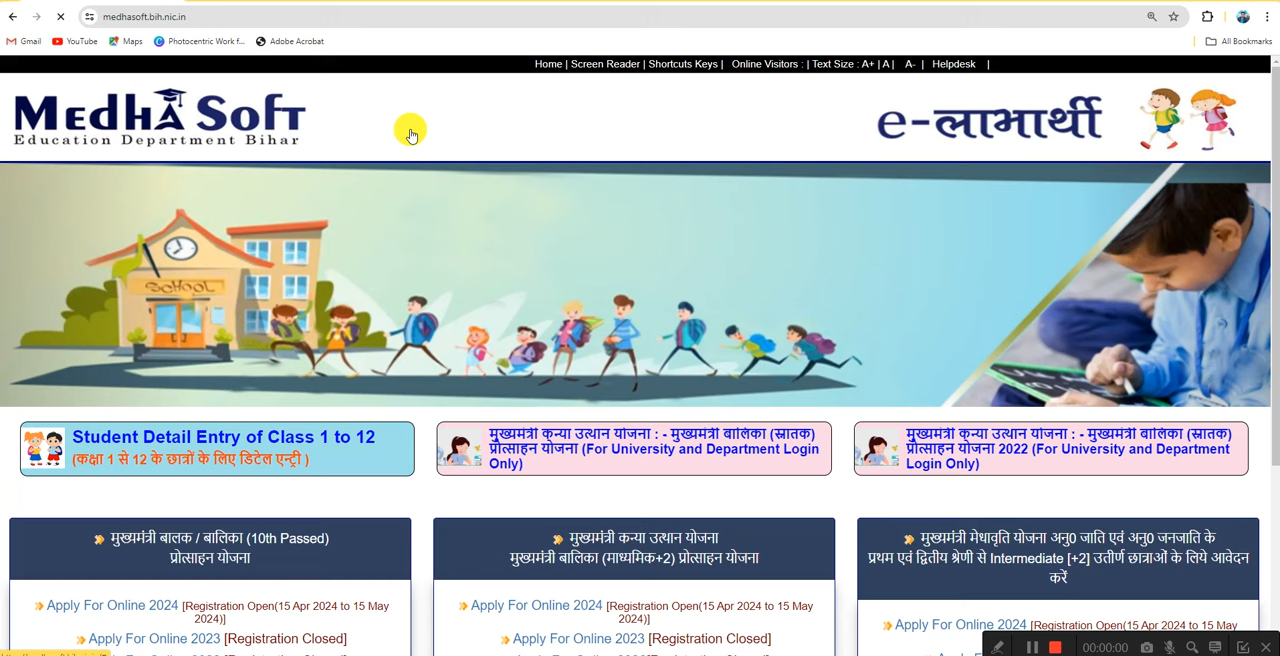 medhasoft.bih.nic.in
Gmail YouTube Maps Photocentric Work f... Adobe Acrobat All Bookmarks
Home | Screen Reader | Shortcuts Keys | Online Visitors : | Text Size : A+ | A | A- | Helpdesk |
MEDHA SOFT
Education Department Bihar
e-लाभार्थी
SCHOOL
Student Detail Entry of Class 1 to 12
(कक्षा 1 से 12 के छात्रों के लिए डिटेल एन्ट्री )
मुख्यमंत्री कन्या उत्थान योजना : - मुख्यमंत्री बालिका (स्नातक)
प्रोत्साहन योजना (For University and Department Login
Only)
मुख्यमंत्री कन्या उत्थान योजना : - मुख्यमंत्री बालिका (स्नातक)
प्रोत्साहन योजना 2022 (For University and Department
Login Only)
मुख्यमंत्री बालक / बालिका (10th Passed)
प्रोत्साहन योजना
Apply For Online 2024 [Registration Open(15 Apr 2024 to 15 May
2024)]
Apply For Online 2023 [Registration Closed]
मुख्यमंत्री कन्या उत्थान योजना
मुख्यमंत्री बालिका (माध्यमिक+2) प्रोत्साहन योजना
Apply For Online 2024 [Registration Open(15 Apr 2024 to 15 May
2024)]
Apply For Online 2023 [Registration Closed]
मुख्यमंत्री मेधावृति योजना अनु0 जाति एवं अनु0 जनजाति के
प्रथम एवं द्वितीय श्रेणी से Intermediate [+2] उतीर्ण छात्राओं के लिये आवेदन
करें
Apply For Online 2024 [Registration Open(15 Apr 2024 to 15 May
00:00:00